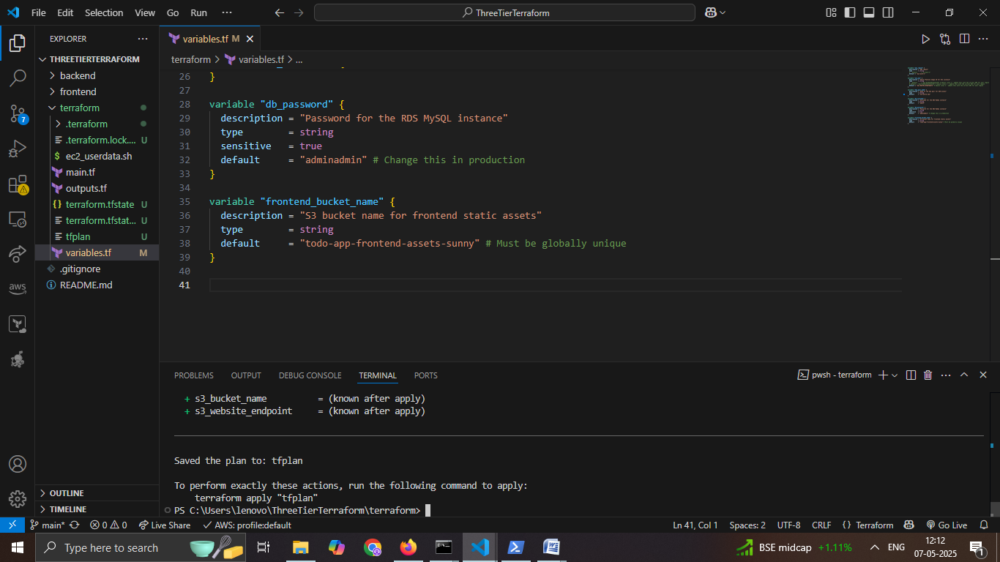 File Edit Selection View Go Run ··· ThreeTierTerraform
EXPLORER ···
THREETIERTERRAFORM
backend
frontend
terraform
.terraform
.terraform.lock.... U
$ ec2_userdata.sh
main.tf
outputs.tf
{} terraform.tfstate U
terraform.tfstat... U
tfplan U
variables.tf M
.gitignore
README.md
OUTLINE
TIMELINE
7
aws
variables.tf M
terraform > variables.tf > ...
26 }
27
28 variable "db_password" {
29 description = "Password for the RDS MySQL instance"
30 type = string
31 sensitive = true
32 default = "adminadmin" # Change this in production
33 }
34
35 variable "frontend_bucket_name" {
36 description = "S3 bucket name for frontend static assets"
37 type = string
38 default = "todo-app-frontend-assets-sunny" # Must be globally unique
39 }
40
41
PROBLEMS OUTPUT DEBUG CONSOLE TERMINAL PORTS pwsh - terraform
+ s3_bucket_name = (known after apply)
+ s3_website_endpoint = (known after apply)
Saved the plan to: tfplan
To perform exactly these actions, run the following command to apply:
terraform apply "tfplan"
PS C:\Users\lenovo\ThreeTierTerraform\terraform>
main* 0 0 Live Share AWS: profile:default Ln 41, Col 1 Spaces: 2 UTF-8 CRLF {} Terraform Go Live
Type here to search BSE midcap +1.11% ENG 12:12
07-05-2025 1